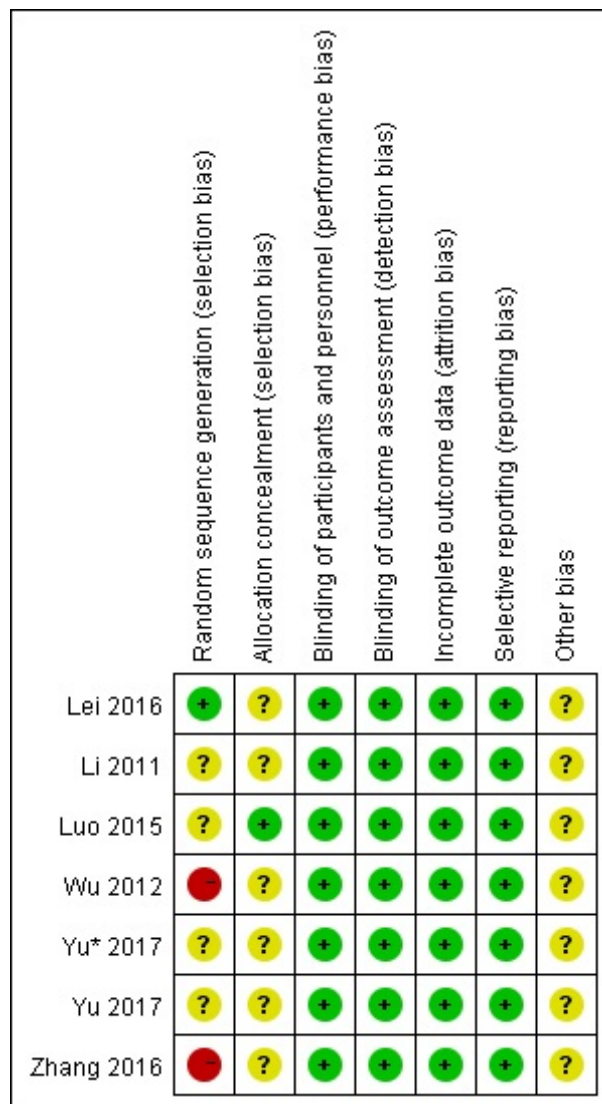 Random sequence generation (selection bias)
Allocation concealment (selection bias)
Blinding of participants and personnel (performance bias)
Blinding of outcome assessment (detection bias)
Incomplete outcome data (attrition bias)
Selective reporting (reporting bias)
Other bias
Lei 2016 + ? + + + + ?
Li 2011 ? ? + + + + ?
Luo 2015 ? + + + + + ?
Wu 2012 - ? + + + + ?
Yu* 2017 ? ? + + + + ?
Yu 2017 ? ? + + + + ?
Zhang 2016 - ? + + + + ?